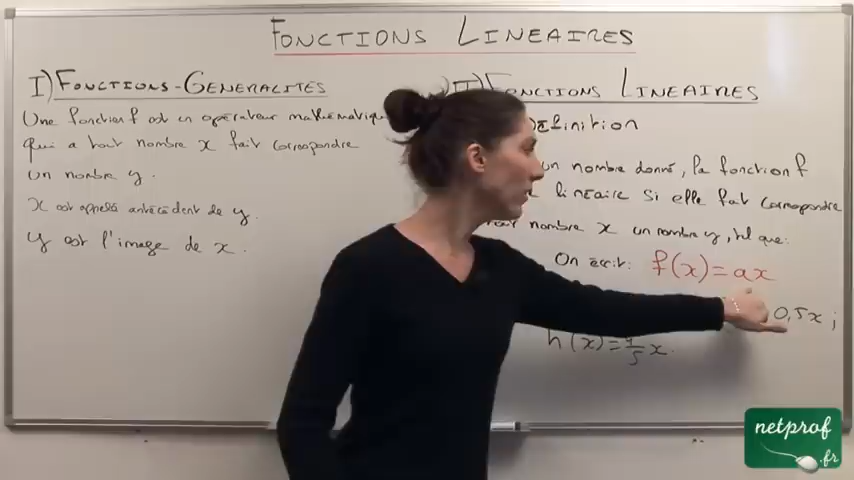 FONCTIONS LINEAIRES
I) FONCTIONS - GENERALITES
Une fonction f est un opérateur mathématique
qui a tout nombre x fait correspondre
un nombre y.
x est appelé antécédent de y.
y est l'image de x.
II) FONCTIONS LINEAIRES
Définition
un nombre donné, la fonction f
linéaire si elle fait correspondre
nombre x un nombre y, tel que:
On écrit: f(x) = ax
0,5x ;
h(x) = x.
netprof
.fr